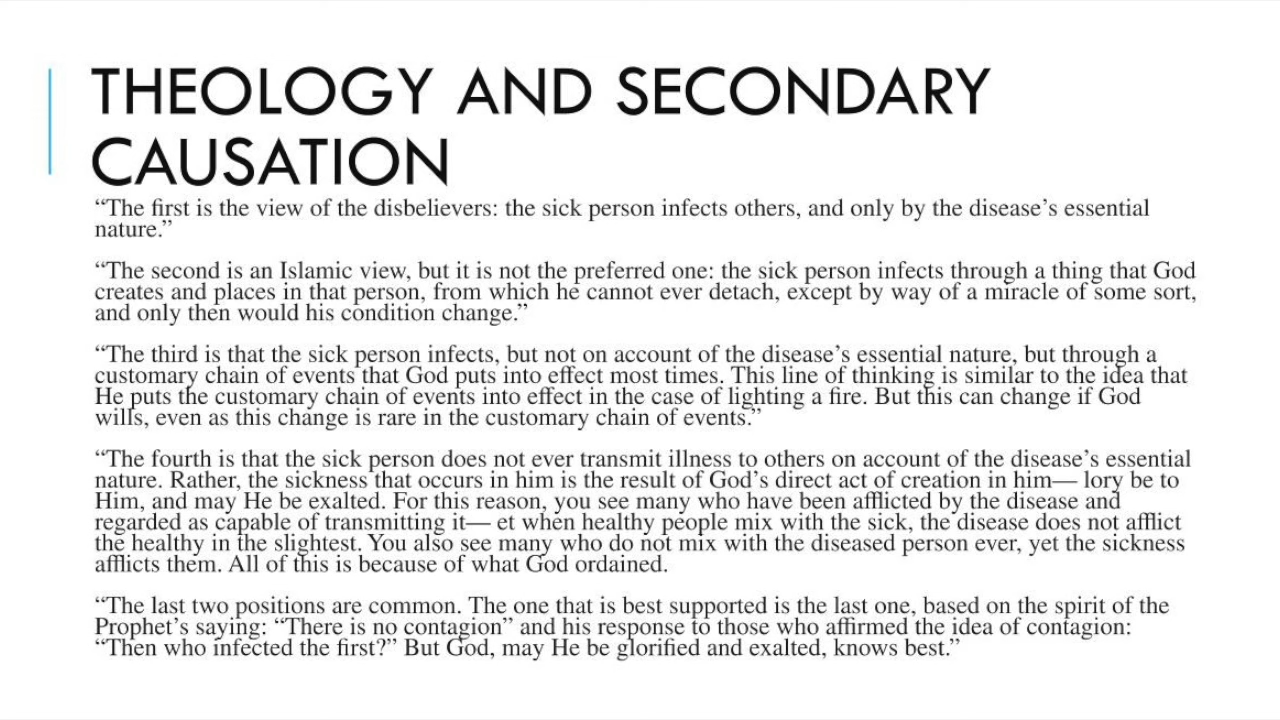 THEOLOGY AND SECONDARY
CAUSATION
“The first is the view of the disbelievers: the sick person infects others, and only by the disease’s essential
nature.”
“The second is an Islamic view, but it is not the preferred one: the sick person infects through a thing that God
creates and places in that person, from which he cannot ever detach, except by way of a miracle of some sort,
and only then would his condition change.”
“The third is that the sick person infects, but not on account of the disease’s essential nature, but through a
customary chain of events that God puts into effect most times. This line of thinking is similar to the idea that
He puts the customary chain of events into effect in the case of lighting a fire. But this can change if God
wills, even as this change is rare in the customary chain of events.”
“The fourth is that the sick person does not ever transmit illness to others on account of the disease’s essential
nature. Rather, the sickness that occurs in him is the result of God’s direct act of creation in him— lory be to
Him, and may He be exalted. For this reason, you see many who have been afflicted by the disease and
regarded as capable of transmitting it— et when healthy people mix with the sick, the disease does not afflict
the healthy in the slightest. You also see many who do not mix with the diseased person ever, yet the sickness
afflicts them. All of this is because of what God ordained.
“The last two positions are common. The one that is best supported is the last one, based on the spirit of the
Prophet’s saying: “There is no contagion” and his response to those who affirmed the idea of contagion:
“Then who infected the first?” But God, may He be glorified and exalted, knows best.”